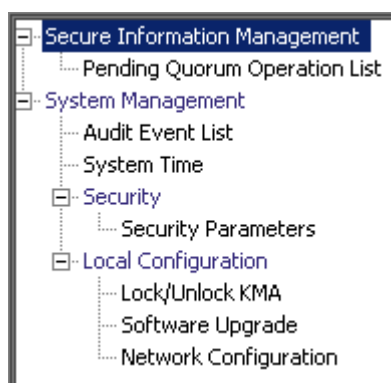 Secure Information Management
Pending Quorum Operation List
System Management
Audit Event List
System Time
Security
Security Parameters
Local Configuration
Lock/Unlock KMA
Software Upgrade
Network Configuration